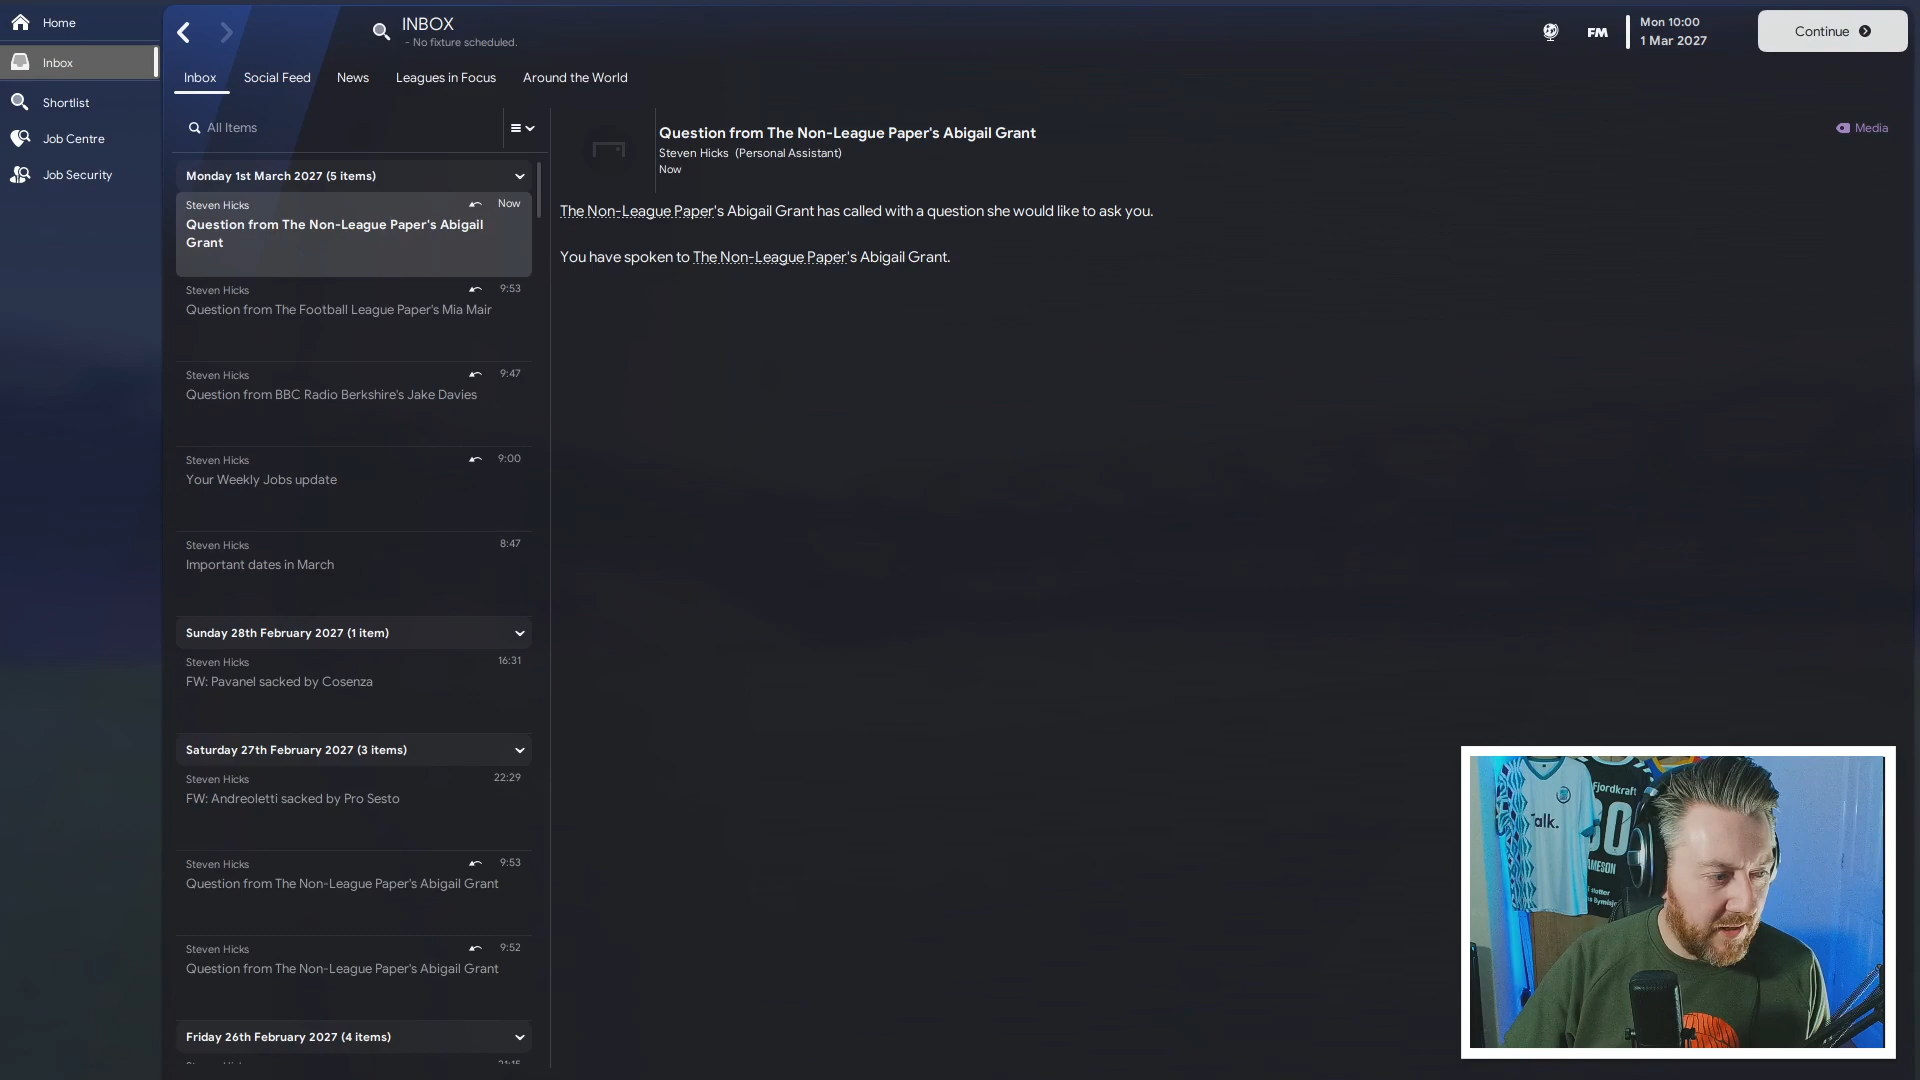 Home
Inbox
Shortlist
Job Centre
Job Security
INBOX
- No fixture scheduled.
FM
Mon 10:00
1 Mar 2027
Continue
Inbox
Social Feed
News
Leagues in Focus
Around the World
All Items
Monday 1st March 2027 (5 items)
Steven Hicks
Now
Question from The Non-League Paper's Abigail
Grant
Steven Hicks
9:53
Question from The Football League Paper's Mia Mair
Steven Hicks
9:47
Question from BBC Radio Berkshire's Jake Davies
Steven Hicks
9:00
Your Weekly Jobs update
Steven Hicks
8:47
Important dates in March
Sunday 28th February 2027 (1 item)
Steven Hicks
16:31
FW: Pavanel sacked by Cosenza
Saturday 27th February 2027 (3 items)
Steven Hicks
22:29
FW: Andreoletti sacked by Pro Sesto
Steven Hicks
9:53
Question from The Non-League Paper's Abigail Grant
Steven Hicks
9:52
Question from The Non-League Paper's Abigail Grant
Friday 26th February 2027 (4 items)
Question from The Non-League Paper's Abigail Grant
Steven Hicks (Personal Assistant)
Now
Media
The Non-League Paper's Abigail Grant has called with a question she would like to ask you.
You have spoken to The Non-League Paper's Abigail Grant.
Talk.
Fjordkraft